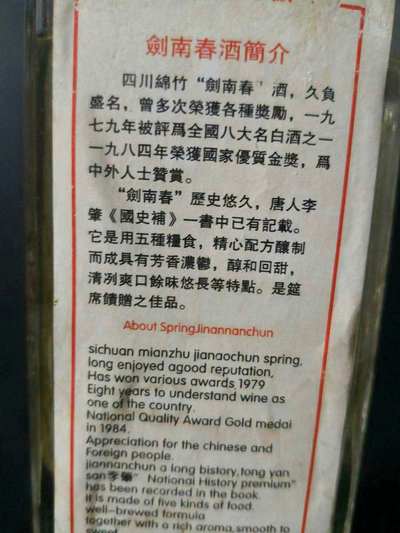 劍南春酒簡介
四川綿竹“劍南春'酒，久負
盛名，曾多次榮獲各種獎勵，一九
七九年被評爲全國八大名白酒之一
一九八四年榮獲國家優質金獎，爲
中外人士贊賞。
“劍南春”歷史悠久，唐人李
肇《國史補》一書中已有記載。
它是用五種糧食，精心配方釀制
而成具有芳香濃鬱，醇和回甜，
清冽爽口餘味悠長等特點。是筵
席饋贈之佳品。
About SpringJinannanchun
sichuan mianzhu jianaochun spring,
long enjoyed agood reputation,
Has won various awards 1979
Eight years to understand wine as
one of the country.
National Quality Award Gold medai
in 1984.
Appreciation for the chinese and
Foreign people.
jiannanchun a long bistory,tong yan
san李肇" National History premium"
has been recorded in the book.
it is made of five kinds of food.
well-brewed formula
together with a rich aroma,smooth to